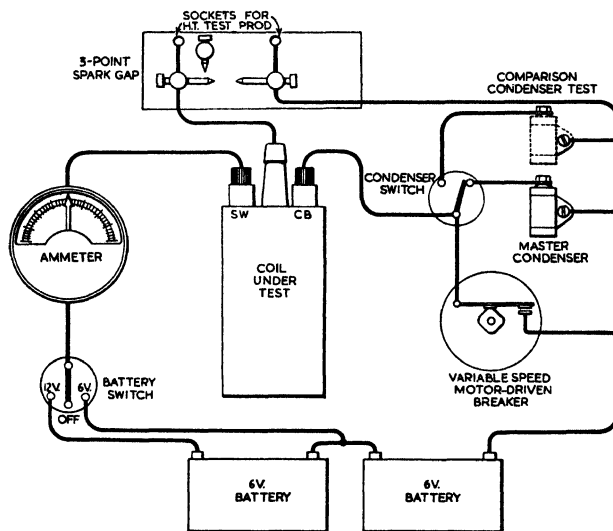 SOCKETS FOR
H.T. TEST PROD
3-POINT
SPARK GAP
COMPARISON
CONDENSER TEST
CONDENSER
SWITCH
SW
CB
MASTER
CONDENSER
AMMETER
COIL
UNDER
TEST
VARIABLE SPEED
MOTOR-DRIVEN
BREAKER
12V.
6V.
OFF
BATTERY
SWITCH
6V.
BATTERY
6V.
BATTERY